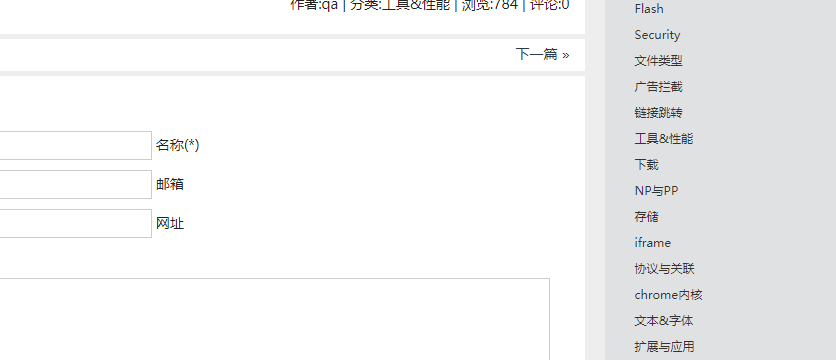 作者:qa | 分类:工具&性能 | 浏览:784 | 评论:0
下一篇 »
名称(*)
邮箱
网址
Flash
Security
文件类型
广告拦截
链接跳转
工具&性能
下载
NP与PP
存储
iframe
协议与关联
chrome内核
文本&字体
扩展与应用